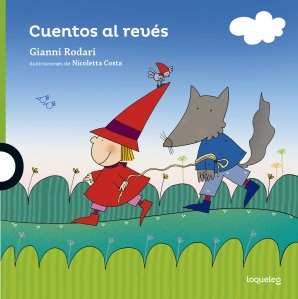 Cuentos al revés
Gianni Rodari
Ilustraciones de Nicoletta Costa
loqueleo